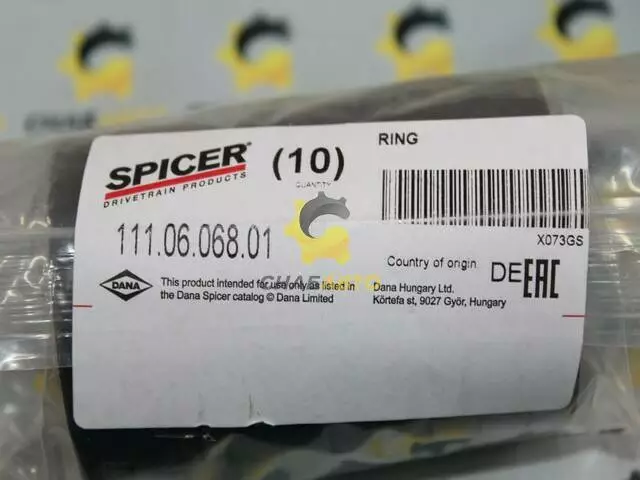 SPICER®
DRIVETRAIN PRODUCTS
(10)
QUANTITY
RING
111.06.068.01
X073GS
Country of origin DE
EAC
DANA
This product intended for use only as listed in
the Dana Spicer catalog © Dana Limited
Dana Hungary Ltd.
Körtefa st, 9027 Györ, Hungary